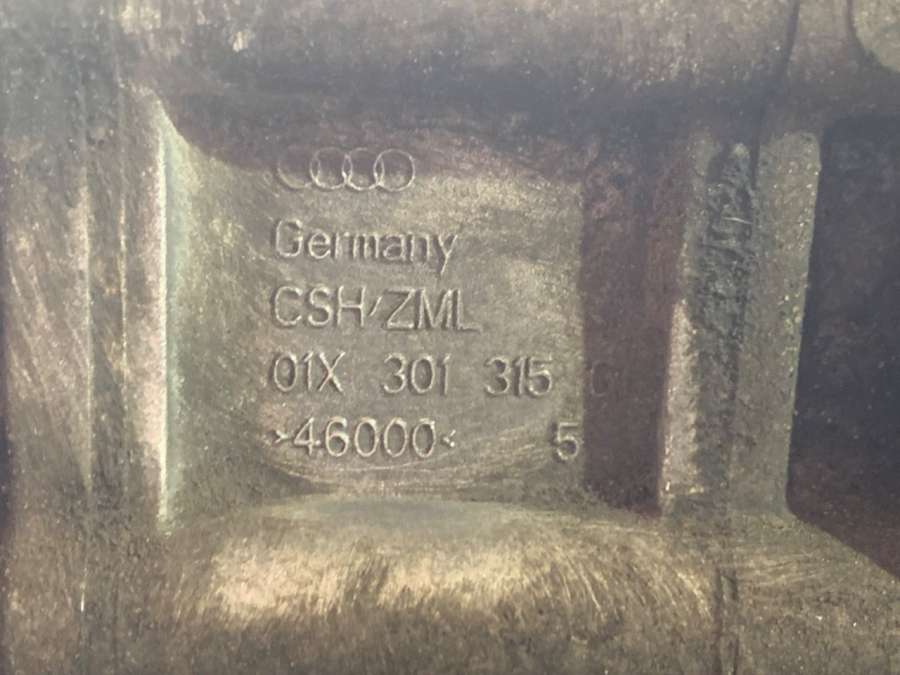 Germany
CSH/ZML
01X 301 315
>46000< 5